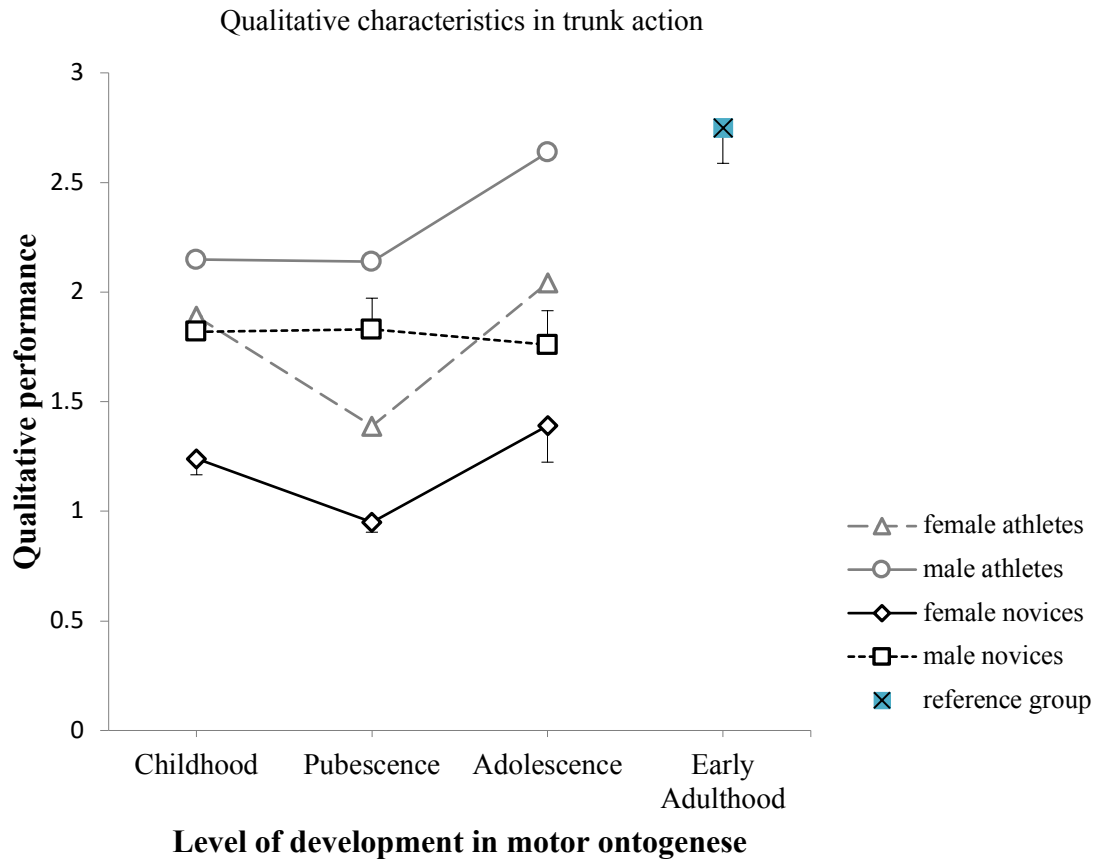 Qualitative characteristics in trunk action
3
2.5
2
1.5
1
0.5
0
Qualitative performance
Childhood
Pubescence
Adolescence
Early
Adulthood
Level of development in motor ontogenese
female athletes
male athletes
female novices
male novices
reference group